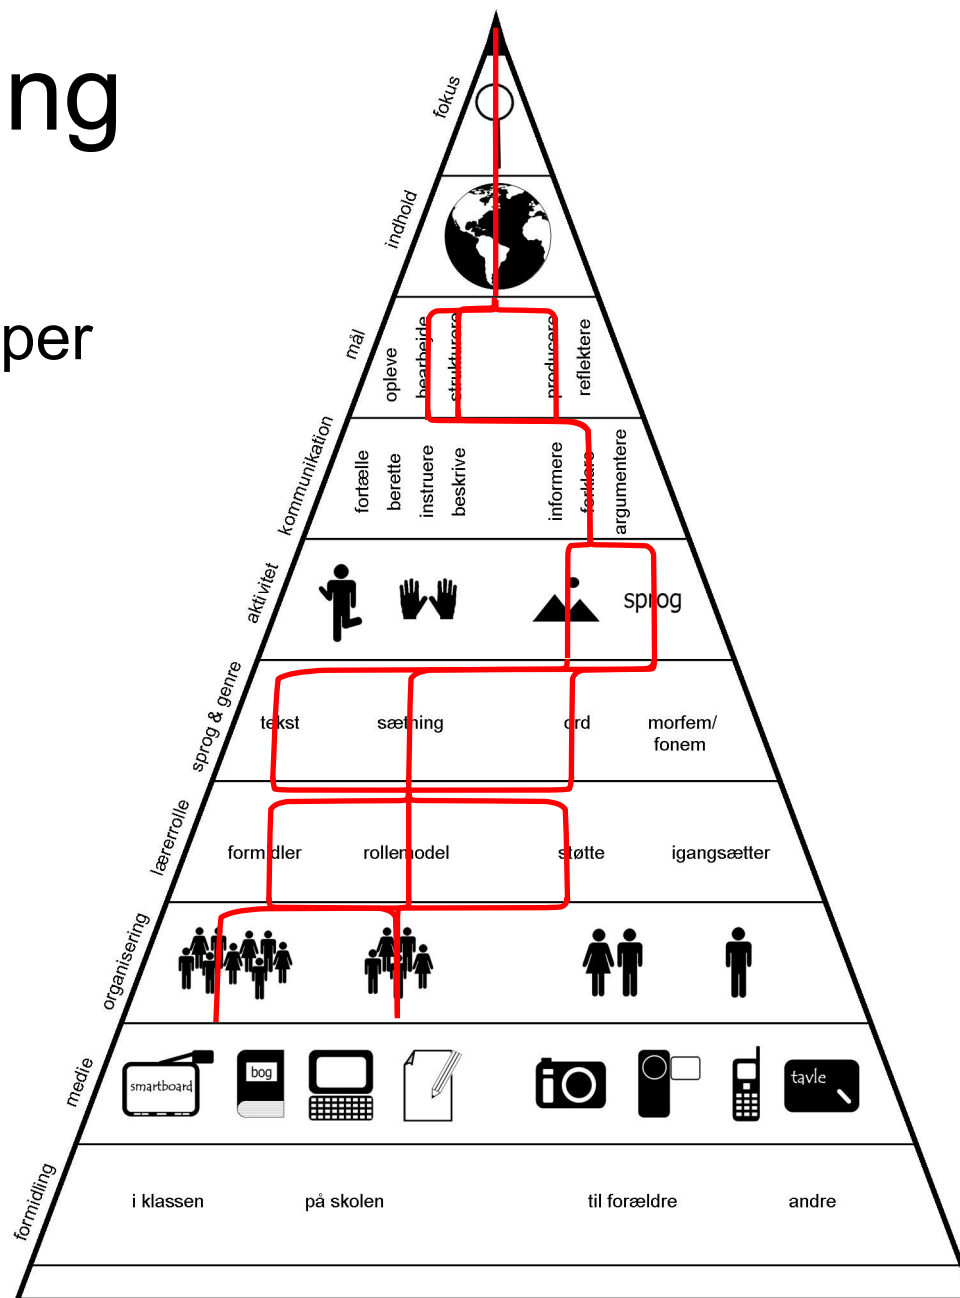 ng
per
fokus
indhold
mål
opleve
bearbejde
strukturere
producere
reflektere
kommunikation
fortælle
berette
instruere
beskrive
informere
forklare
argumentere
aktivitet
sprog
sprog & genre
tekst
sætning
ord
morfem/
fonem
lærerrolle
formidler
rollemodel
støtte
igangsætter
organisering
medie
smartboard
bog
tavle
formidling
i klassen
på skolen
til forældre
andre